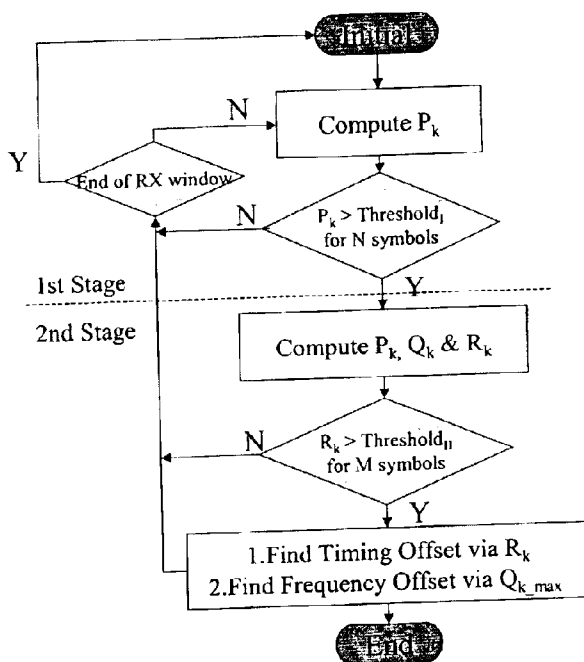 Initial
N
Compute P_k
Y
End of RX window
N
P_k > Threshold_I
for N symbols
1st Stage
Y
2nd Stage
Compute P_k, Q_k & R_k
N
R_k > Threshold_II
for M symbols
Y
1.Find Timing Offset via R_k
2.Find Frequency Offset via Q_k_max
End